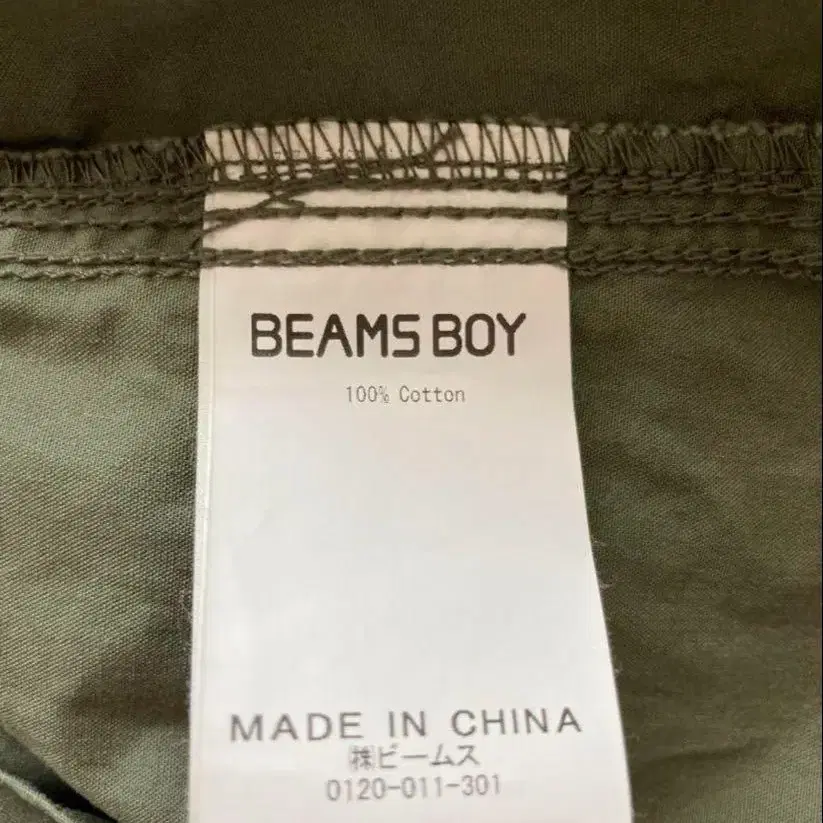 BEAMS BOY
100% Cotton
MADE IN CHINA
㈱ビームス
0120-011-301